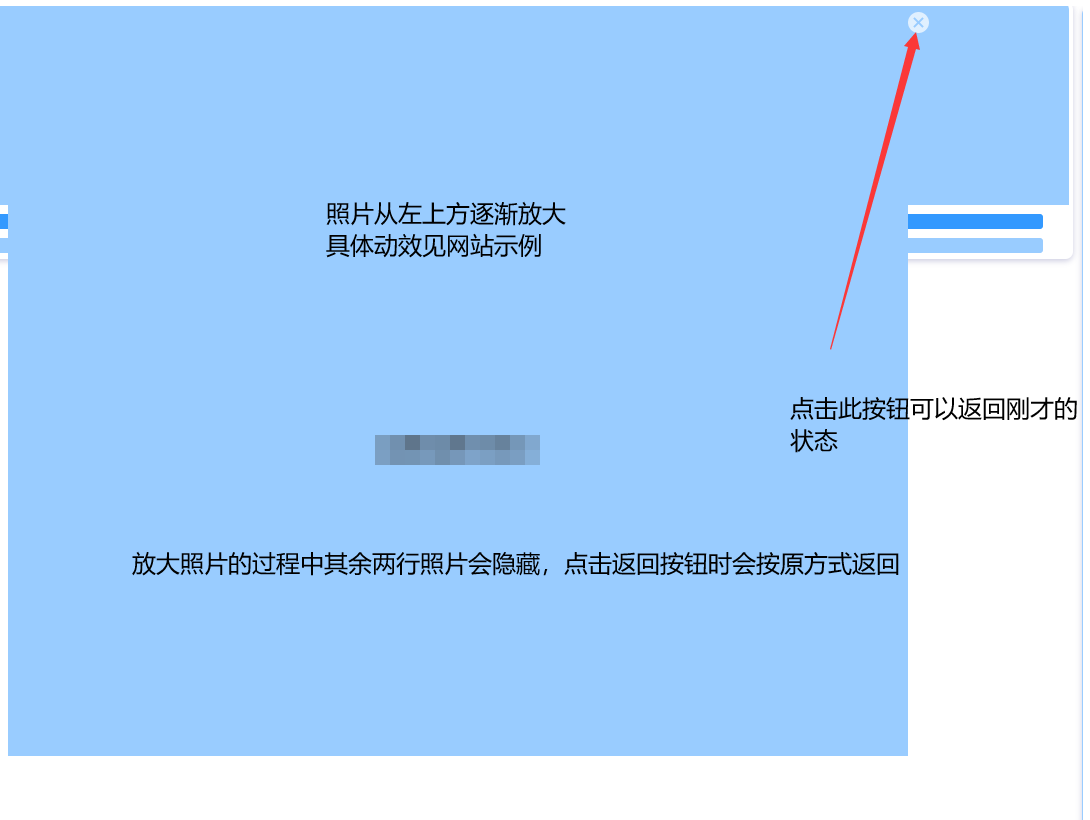 照片从左上方逐渐放大
具体动效见网站示例
点击此按钮可以返回刚才的
状态
放大照片的过程中其余两行照片会隐藏，点击返回按钮时会按原方式返回